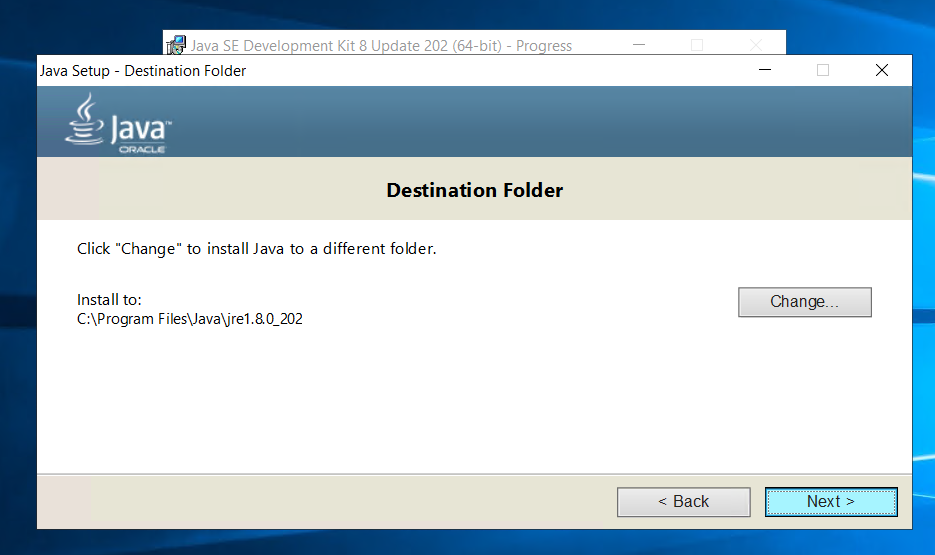 Java SE Development Kit 8 Update 202 (64-bit) - Progress
Java Setup - Destination Folder
Java™
ORACLE
Destination Folder
Click "Change" to install Java to a different folder.
Install to:
C:\Program Files\Java\jre1.8.0_202
Change...
< Back
Next >